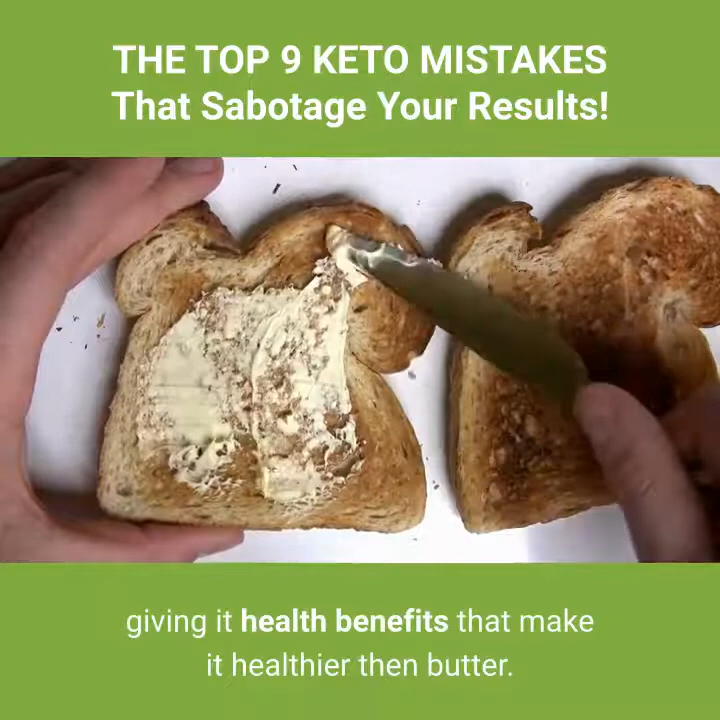 THE TOP 9 KETO MISTAKES
That Sabotage Your Results!
giving it health benefits that make
it healthier then butter.